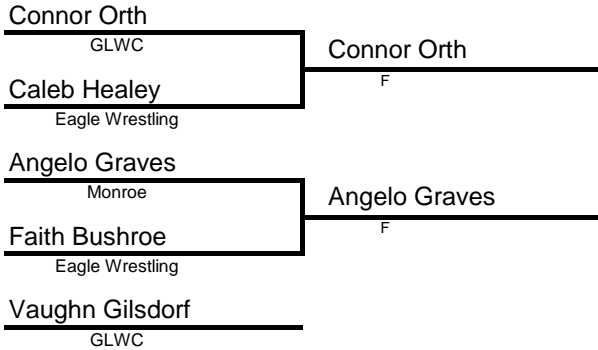 Connor Orth
GLWC
Connor Orth
F
Caleb Healey
Eagle Wrestling
Angelo Graves
Monroe
Angelo Graves
F
Faith Bushroe
Eagle Wrestling
Vaughn Gilsdorf
GLWC